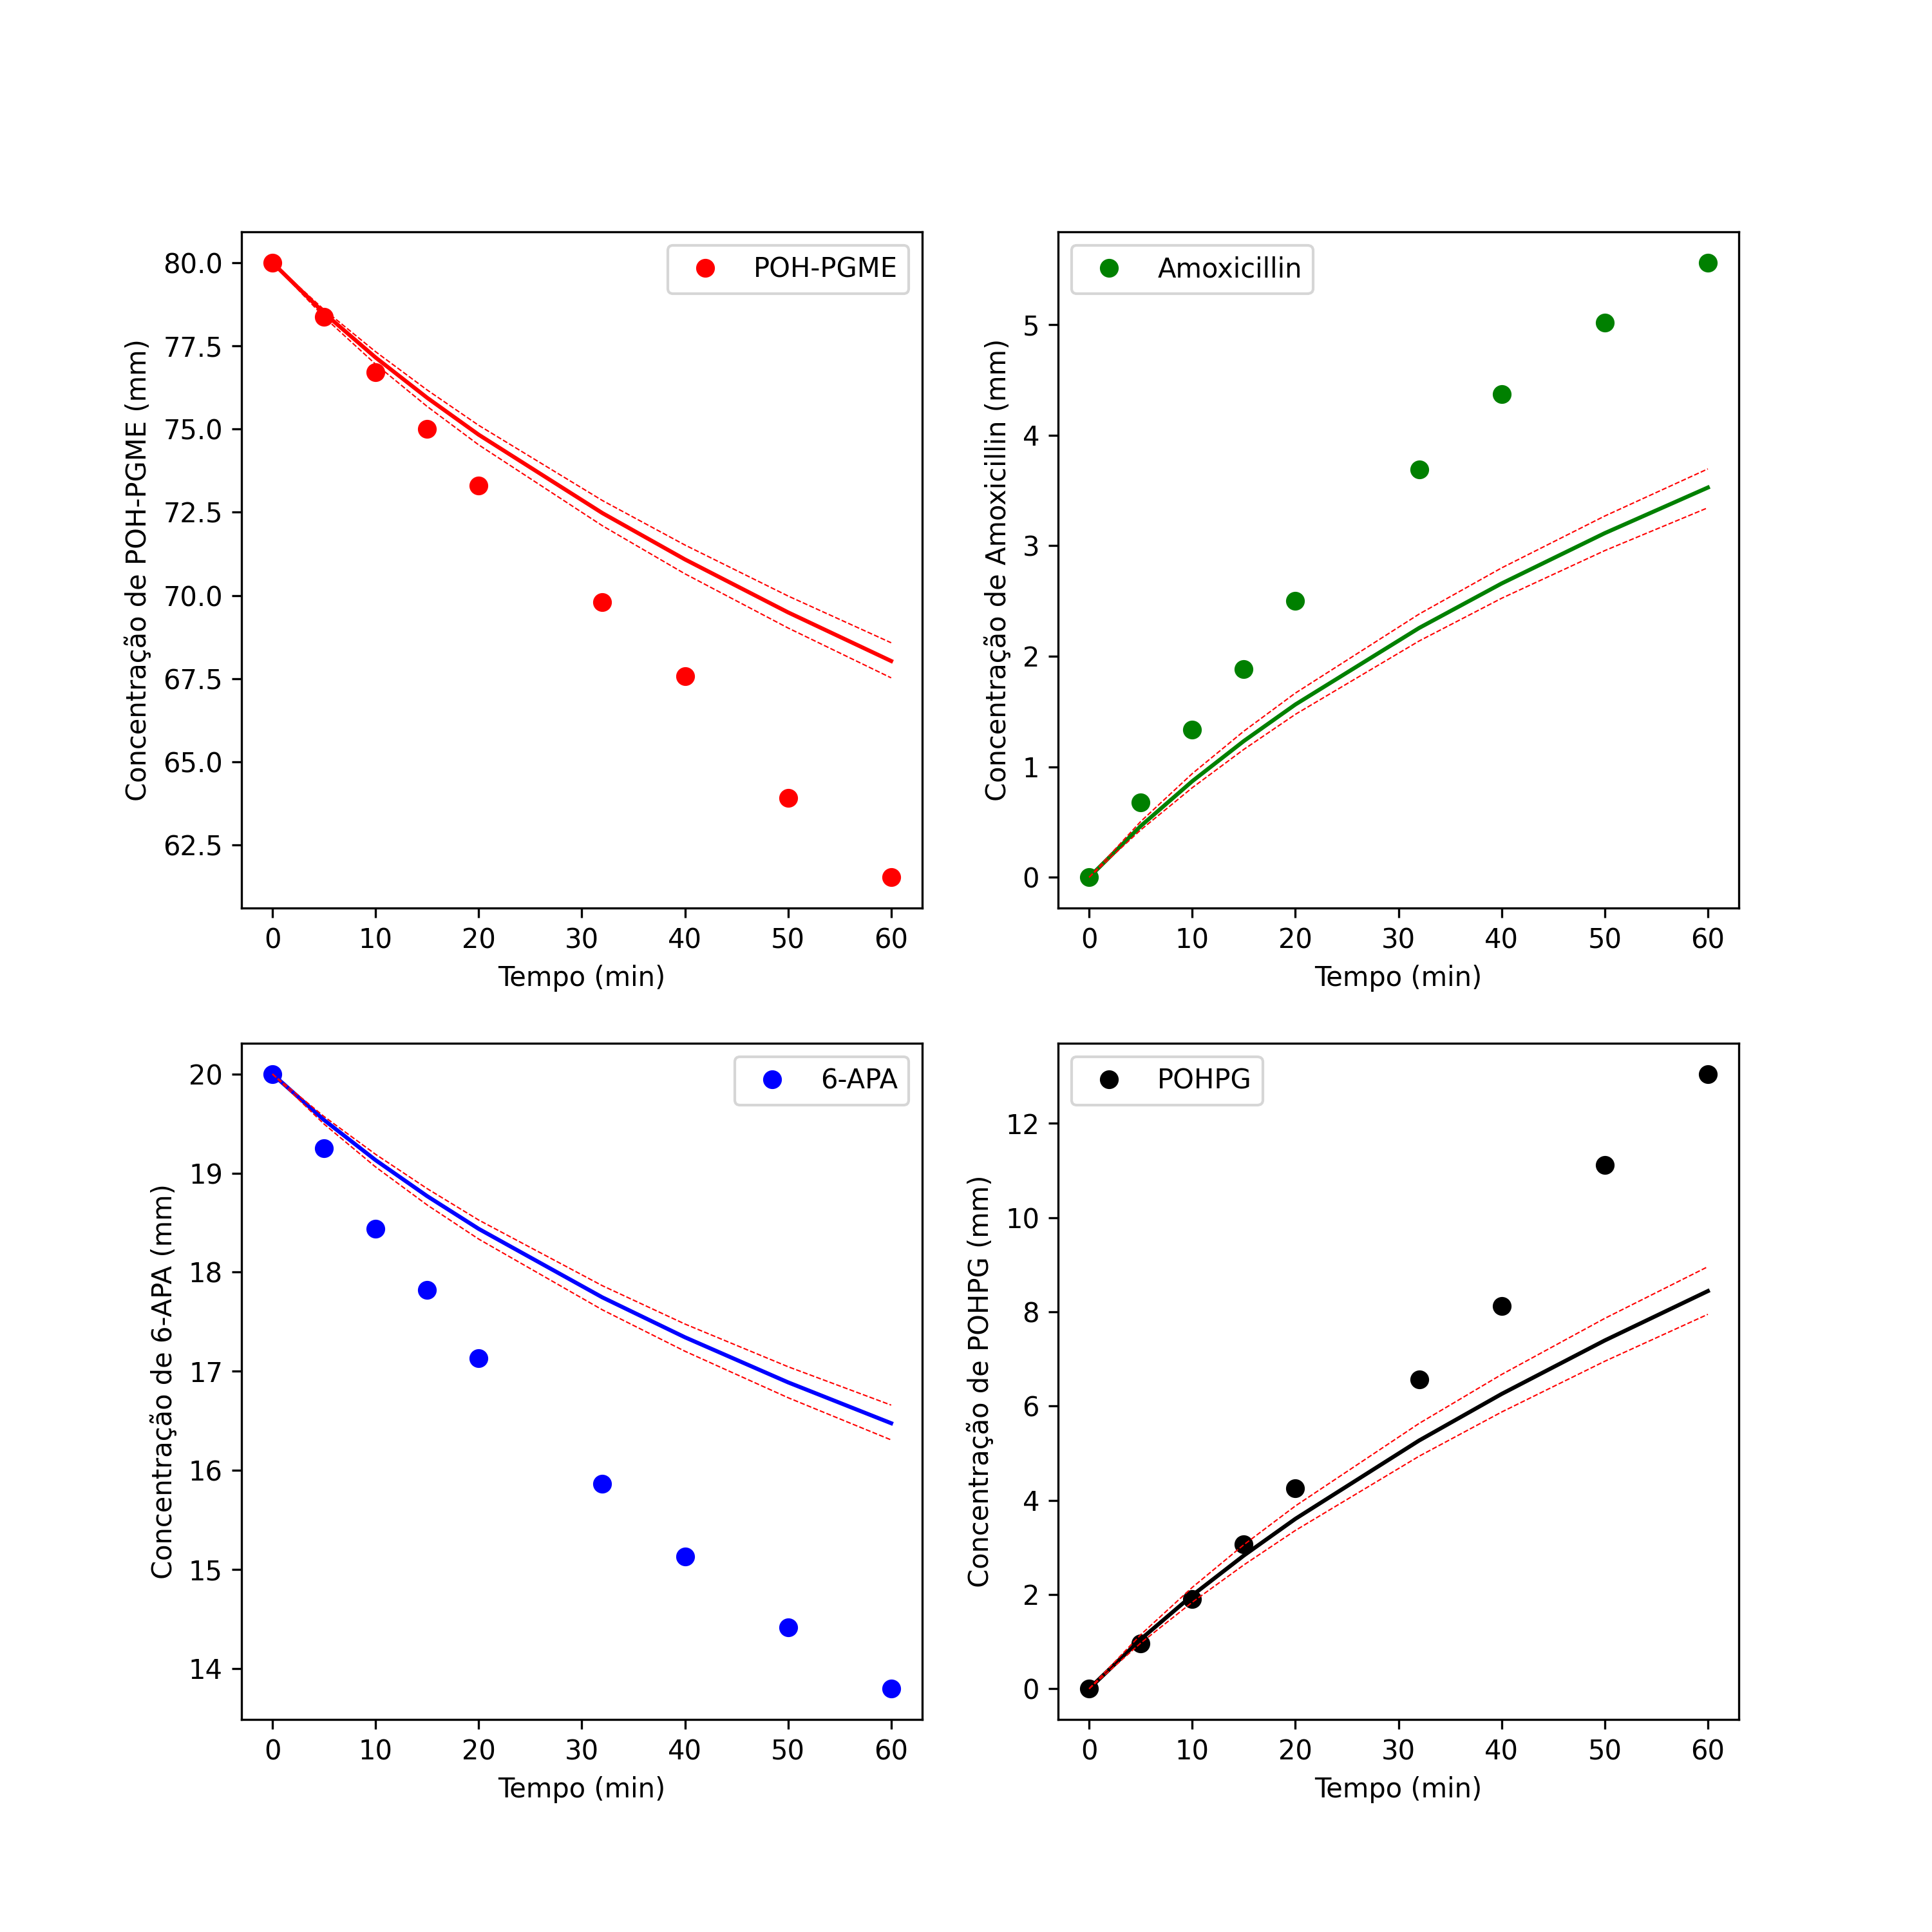 POH-PGME
80.0
77.5
75.0
72.5
70.0
67.5
65.0
62.5
Concentração de POH-PGME (mm)
0 10 20 30 40 50 60
Tempo (min)
Amoxicillin
5
4
3
2
1
0
Concentração de Amoxicillin (mm)
0 10 20 30 40 50 60
Tempo (min)
6-APA
20
19
18
17
16
15
14
Concentração de 6-APA (mm)
0 10 20 30 40 50 60
Tempo (min)
POHPG
12
10
8
6
4
2
0
Concentração de POHPG (mm)
0 10 20 30 40 50 60
Tempo (min)